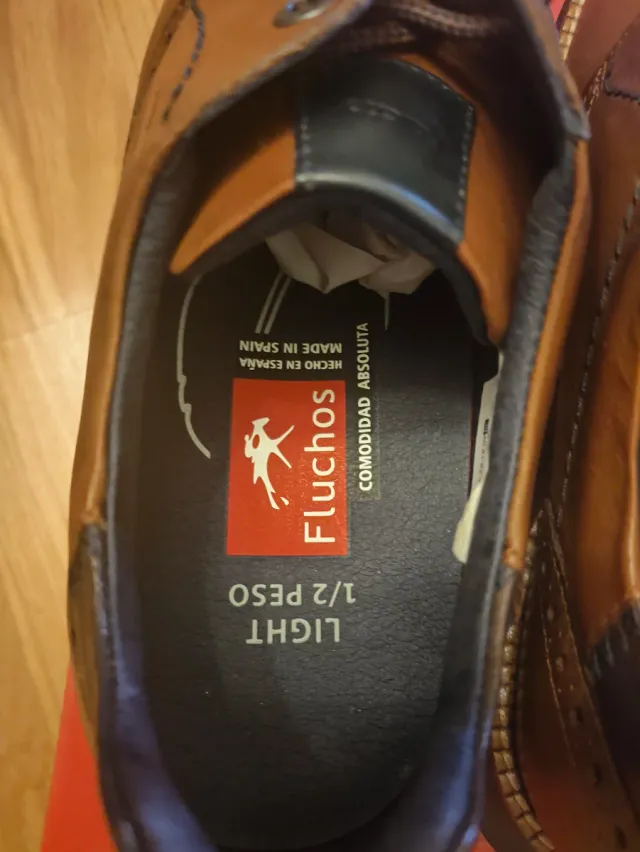 LIGHT
1/2 PESO
Fluchos
COMODIDAD ABSOLUTA
HECHO EN ESPAÑA
MADE IN SPAIN